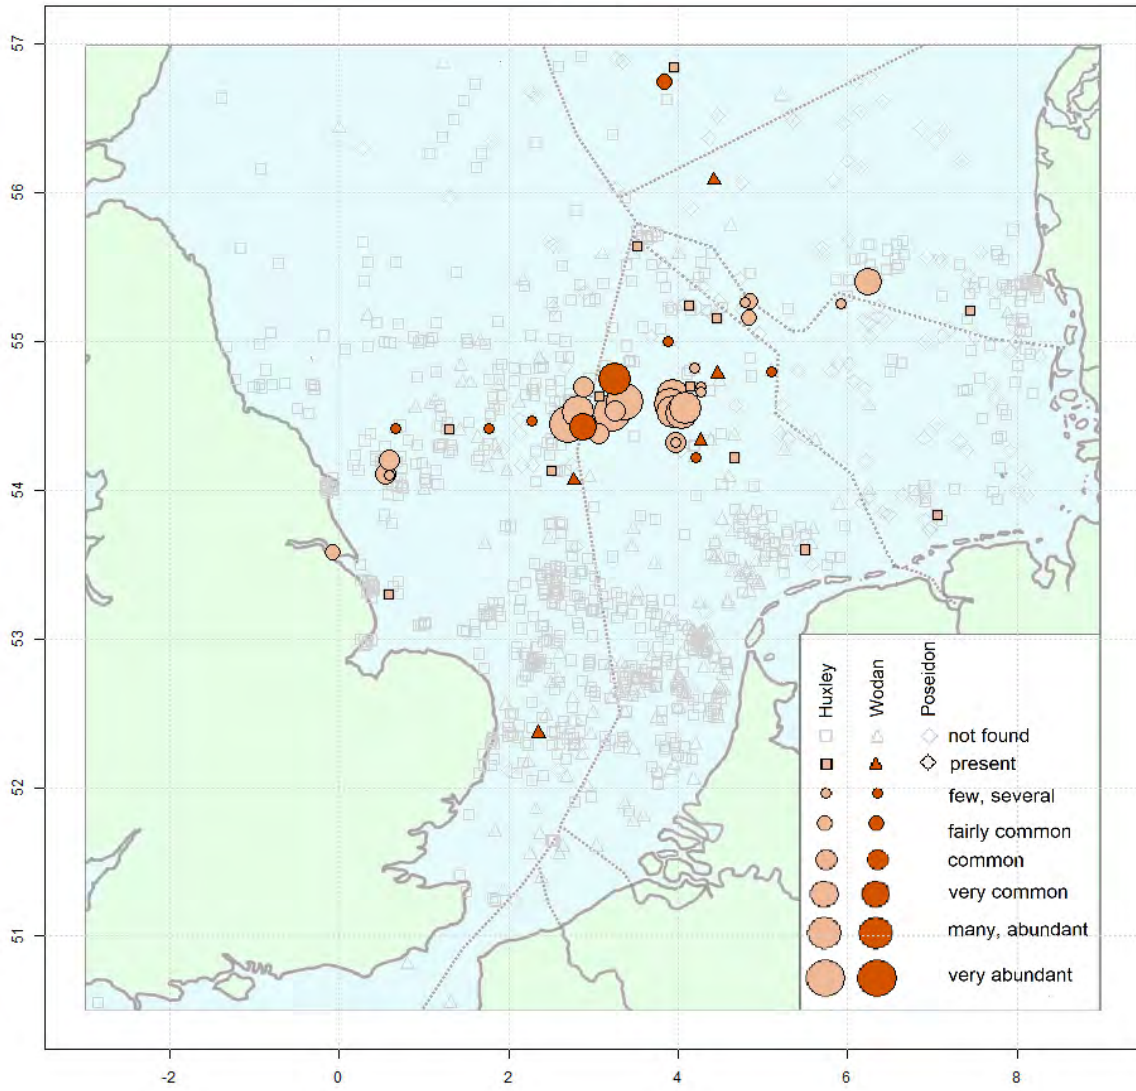 57
56
55
54
53
52
51
Huxley
Wodan
Poseidon
not found
present
few, several
fairly common
common
very common
many, abundant
very abundant
-2
0
2
4
6
8